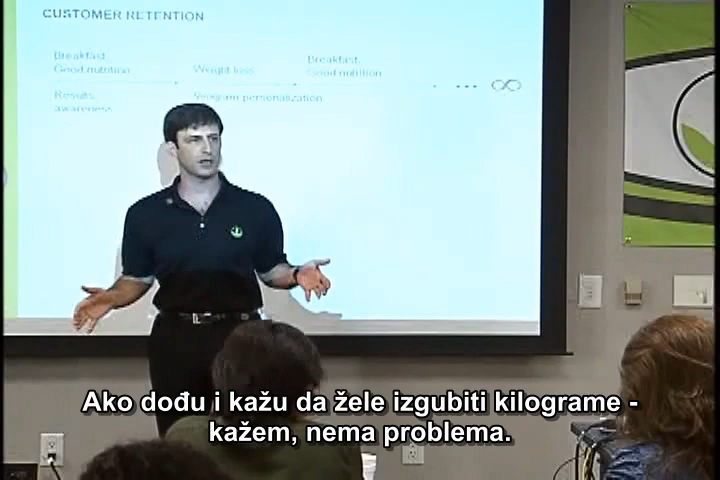 CUSTOMER RETENTION
Breakfast:
Good nutrition
Weight loss
Breakfast:
Good nutrition
Results
awareness
Program personalization
Ako dođu i kažu da žele izgubiti kilograme -
kažem, nema problema.